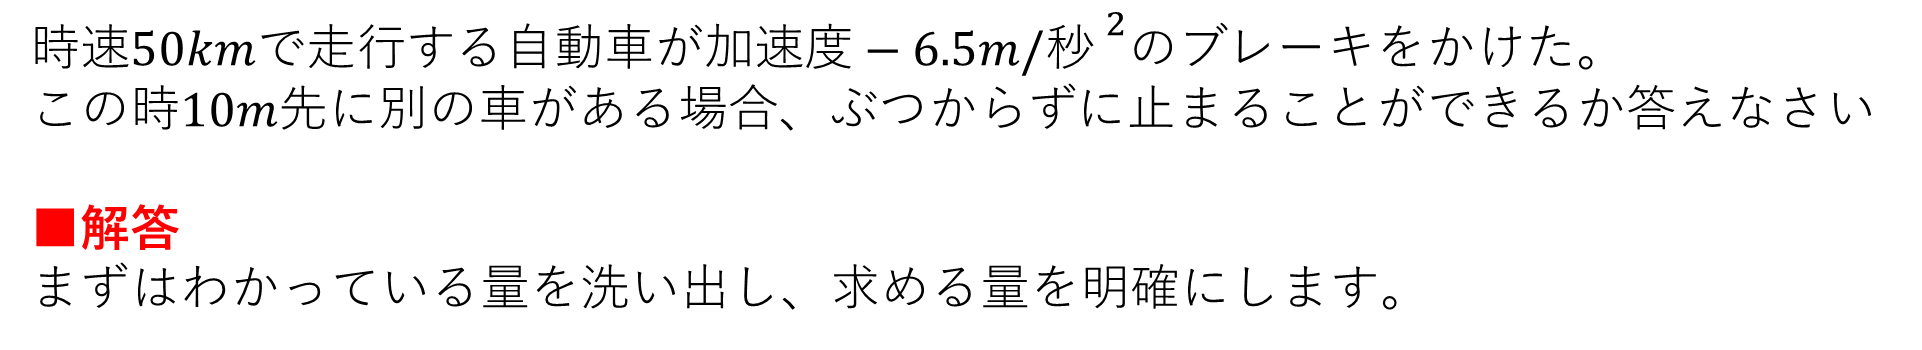 時速50kmで走行する自動車が加速度－6.5m/秒²のブレーキをかけた。
この時10m先に別の車がある場合、ぶつからずに止まることができるか答えなさい
■解答
まずはわかっている量を洗い出し、求める量を明確にします。